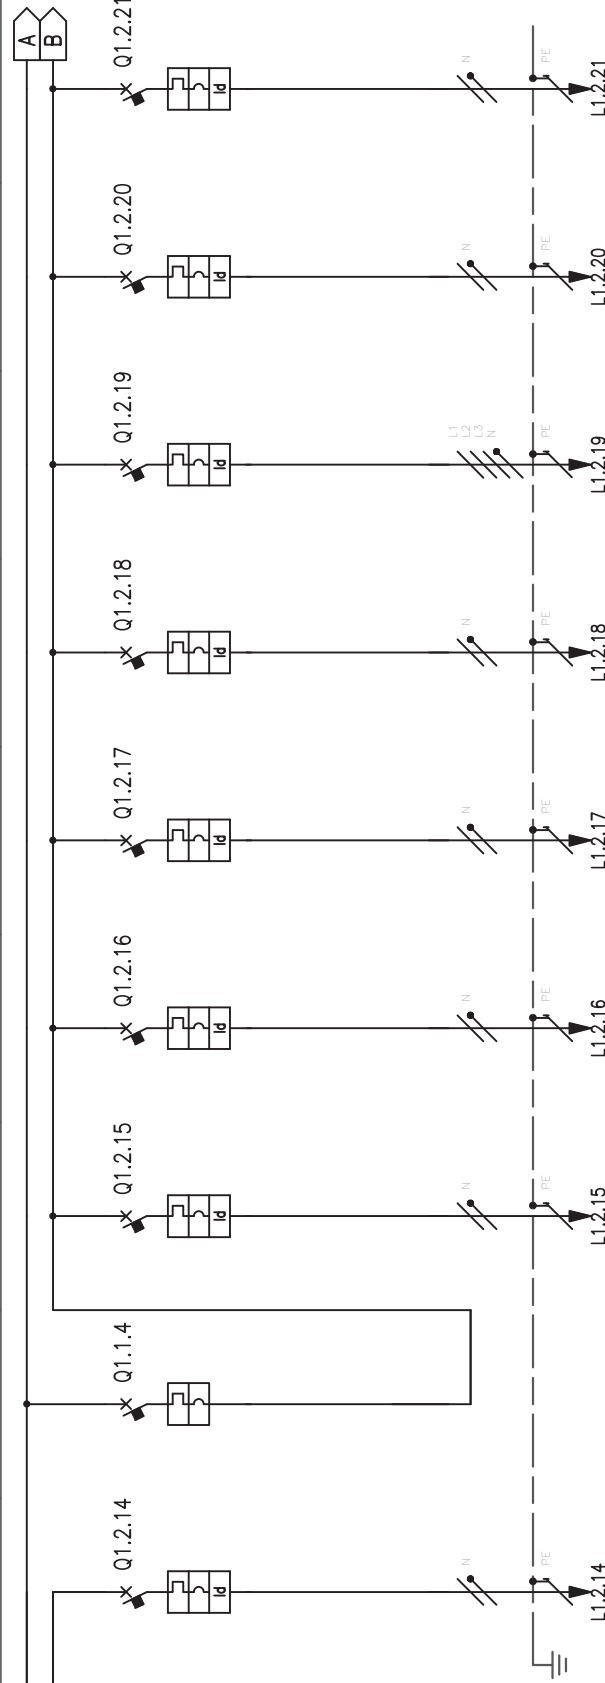 A
B
Q1.2.21
Id
N
PE
L1.2.21
Q1.2.20
Id
N
PE
L1.2.20
Q1.2.19
Id
L1
L2
L3
N
PE
L1.2.19
Q1.2.18
Id
N
PE
L1.2.18
Q1.2.17
Id
N
PE
L1.2.17
Q1.2.16
Id
N
PE
L1.2.16
Q1.2.15
Id
N
PE
L1.2.15
Q1.1.4
Q1.2.14
Id
N
PE
L1.2.14